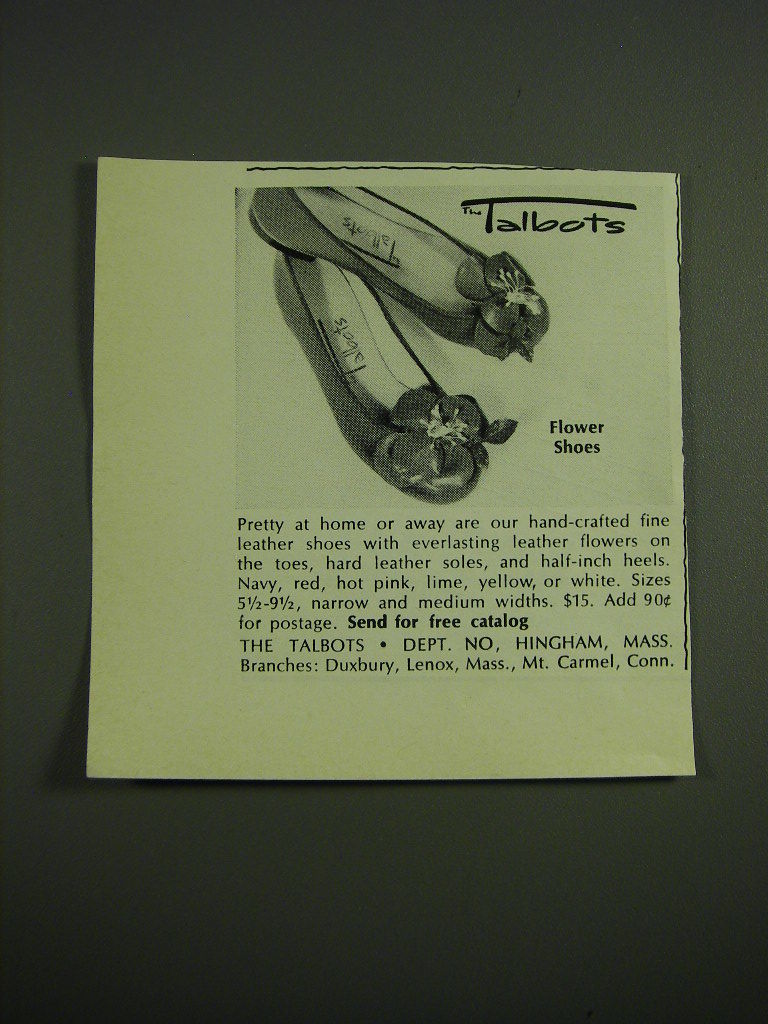 The Talbots
Talbots
Talbots
Flower
Shoes
Pretty at home or away are our hand-crafted fine
leather shoes with everlasting leather flowers on
the toes, hard leather soles, and half-inch heels.
Navy, red, hot pink, lime, yellow, or white. Sizes
5½-9½, narrow and medium widths. $15. Add 90¢
for postage. Send for free catalog
THE TALBOTS • DEPT. NO, HINGHAM, MASS.
Branches: Duxbury, Lenox, Mass., Mt. Carmel, Conn.